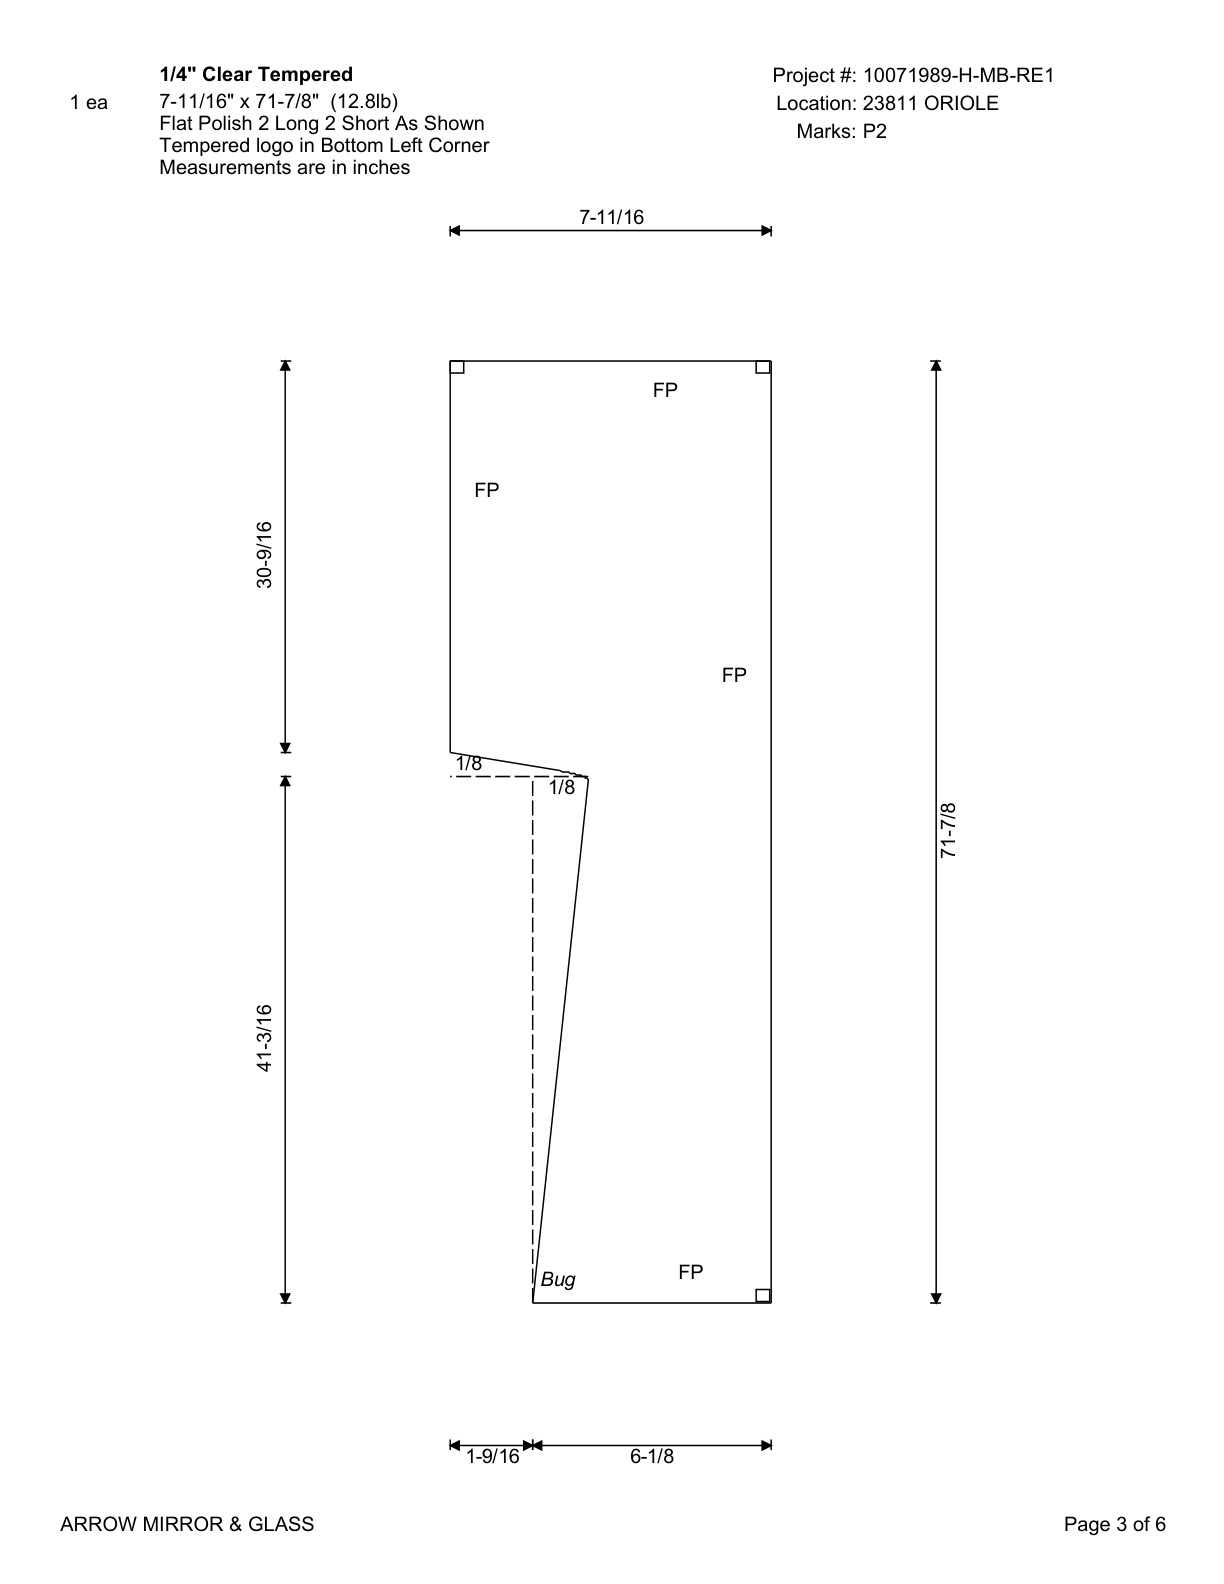 1/4" Clear Tempered
Project #: 10071989-H-MB-RE1
1 ea
7-11/16" x 71-7/8" (12.8lb)
Location: 23811 ORIOLE
Flat Polish 2 Long 2 Short As Shown
Marks: P2
Tempered logo in Bottom Left Corner
Measurements are in inches
7-11/16
FP
FP
30-9/16
FP
1/8
1/8
71-7/8
41-3/16
FP
Bug
1-9/16
6-1/8
ARROW MIRROR & GLASS
Page 3 of 6